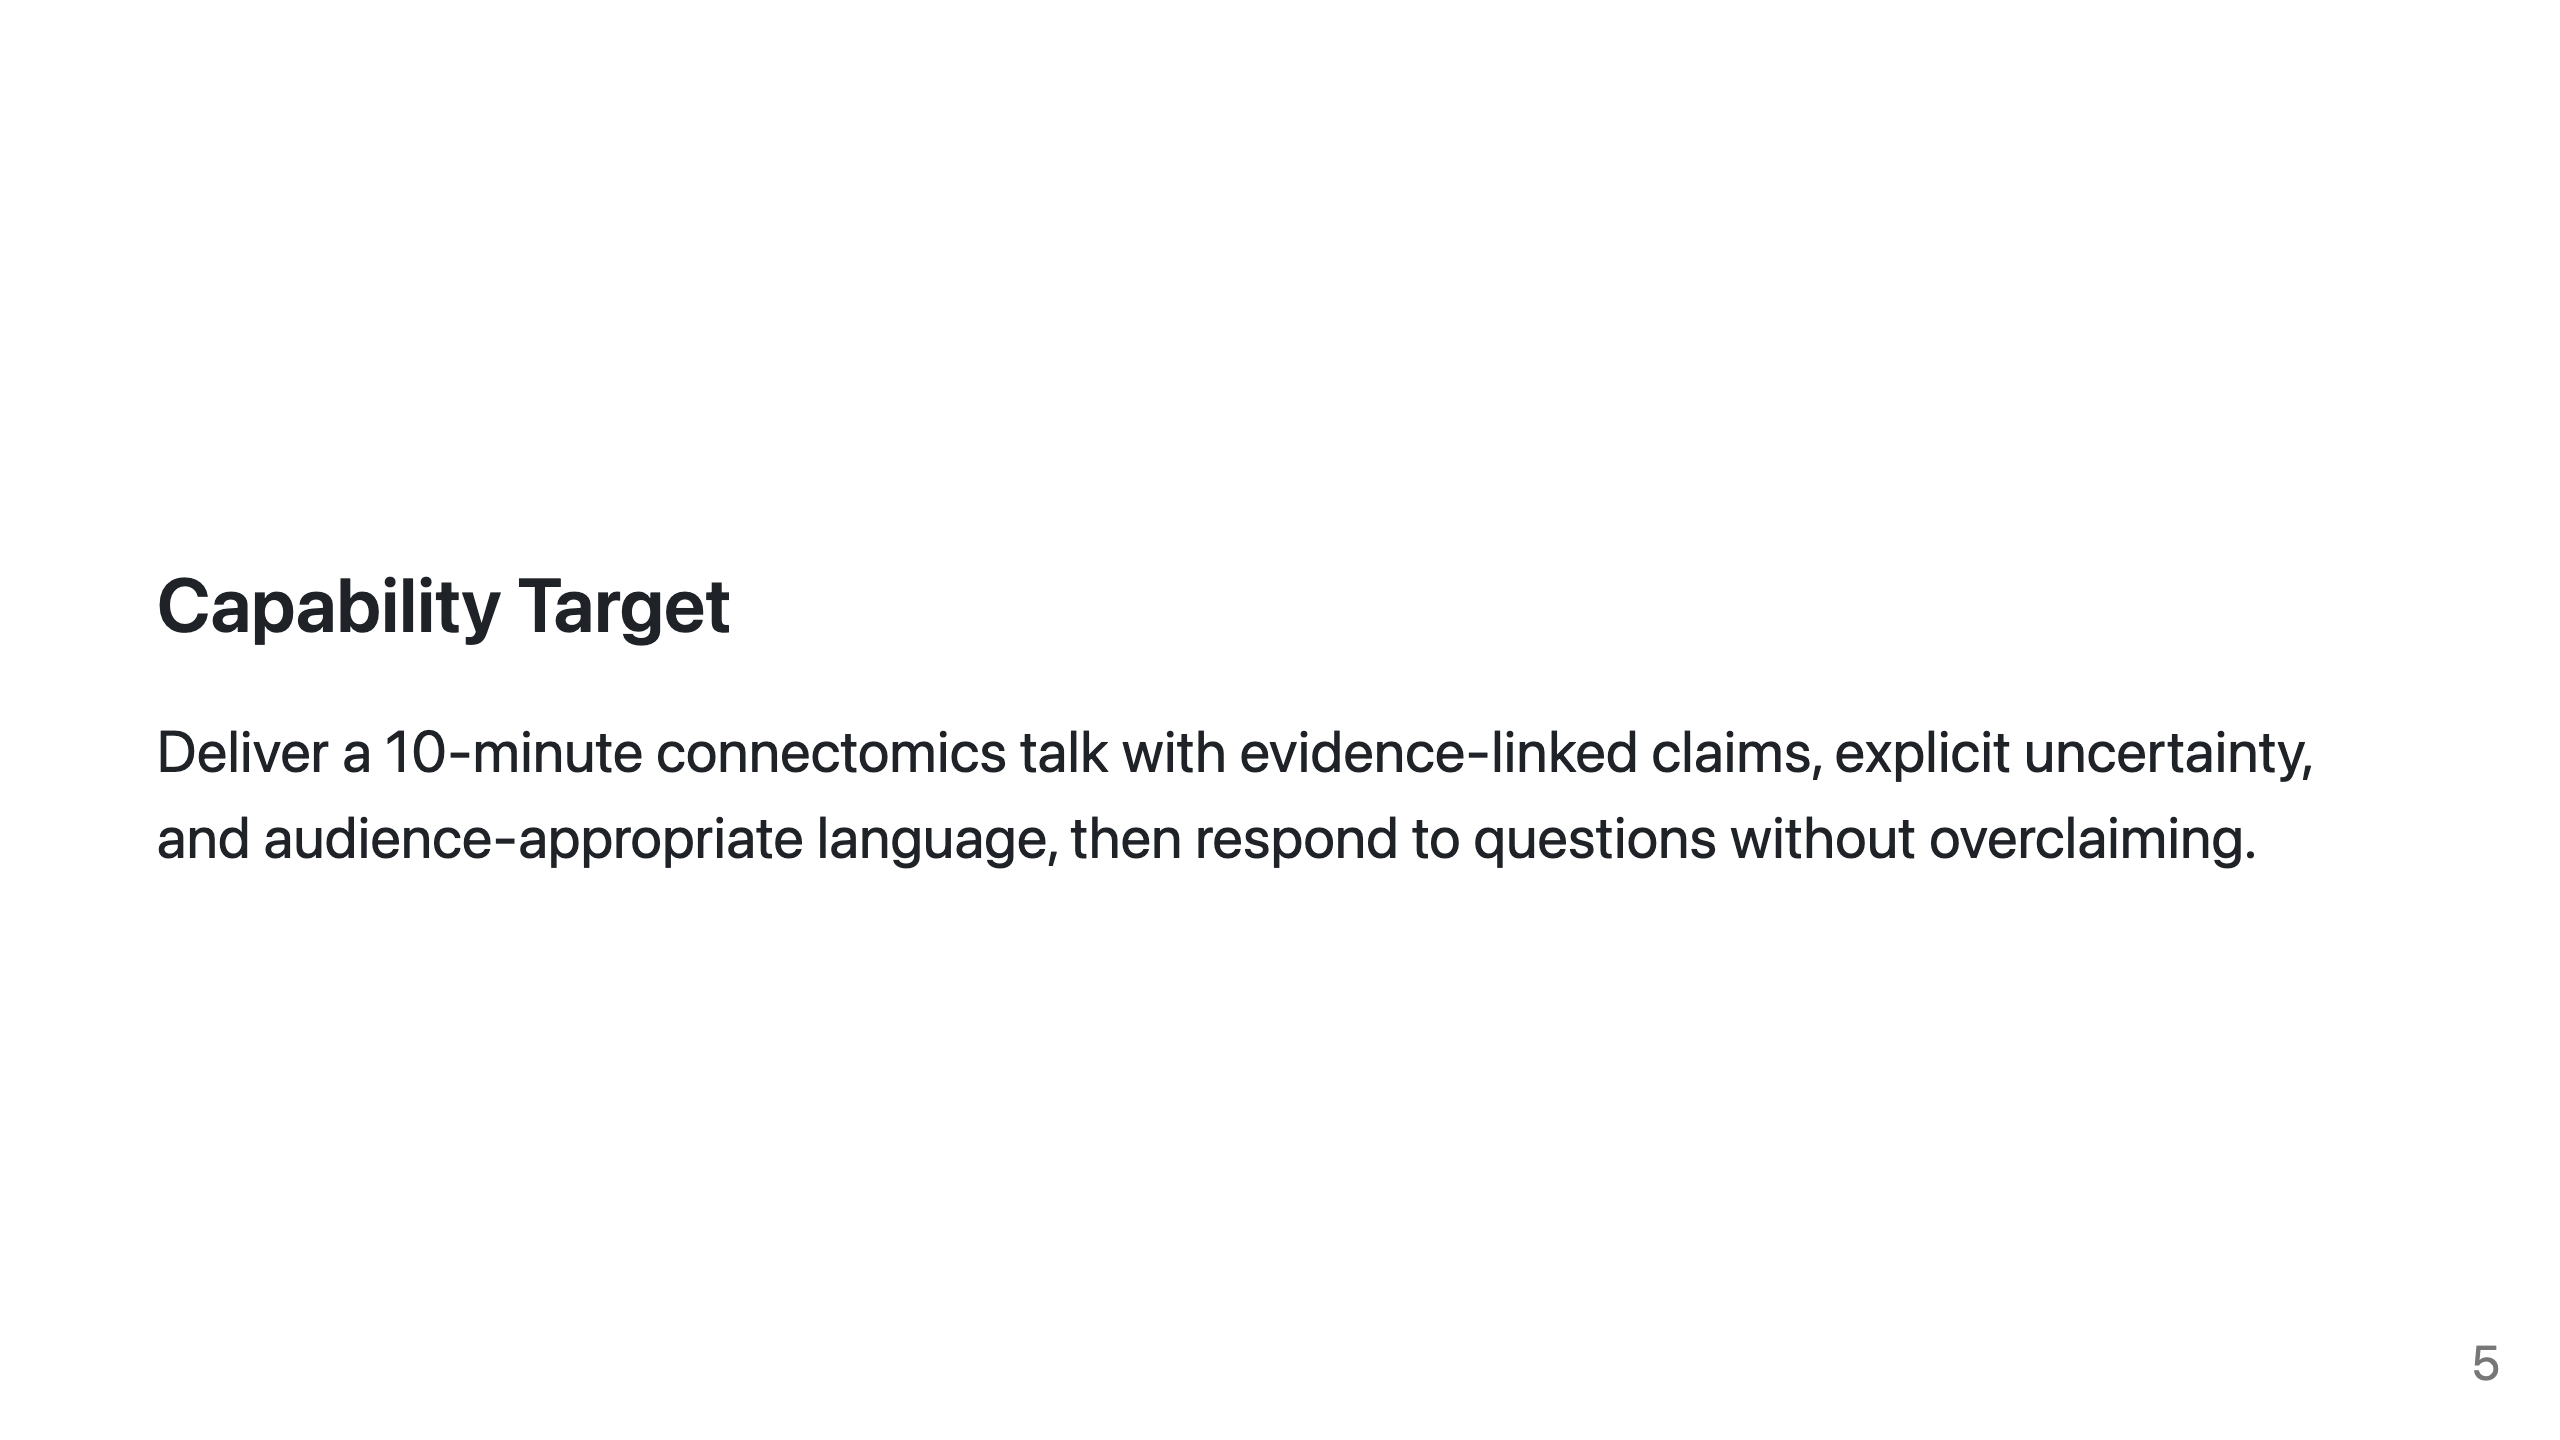 Capability Target
Deliver a 10-minute connectomics talk with evidence-linked claims, explicit uncertainty,
and audience-appropriate language, then respond to questions without overclaiming.
5